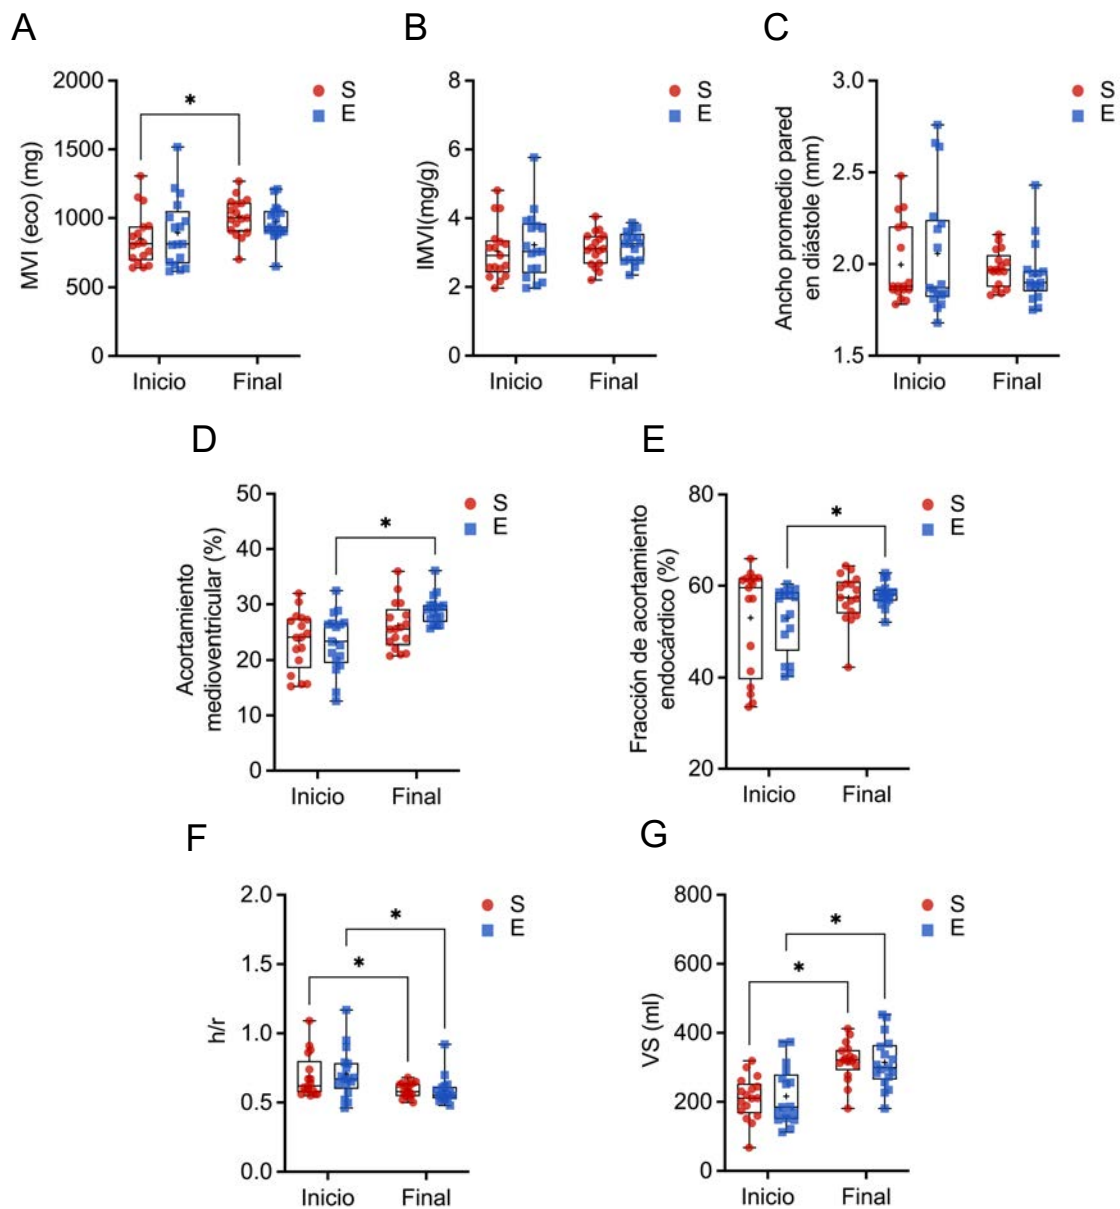 A
B
C
MVI (eco) (mg)
2000
1500
1000
500
0
*
S
E
Inicio
Final
IMVI(mg/g)
8
6
4
2
0
S
E
Inicio
Final
Ancho promedio pared
en diástole (mm)
3.0
2.5
2.0
1.5
S
E
Inicio
Final
D
E
Acortamiento
medioventricular (%)
50
40
30
20
10
0
*
S
E
Inicio
Final
Fracción de acortamiento
endocárdico (%)
80
60
40
20
*
S
E
Inicio
Final
F
G
h/r
2.0
1.5
1.0
0.5
0.0
*
*
S
E
Inicio
Final
VS (ml)
800
600
400
200
0
*
*
S
E
Inicio
Final